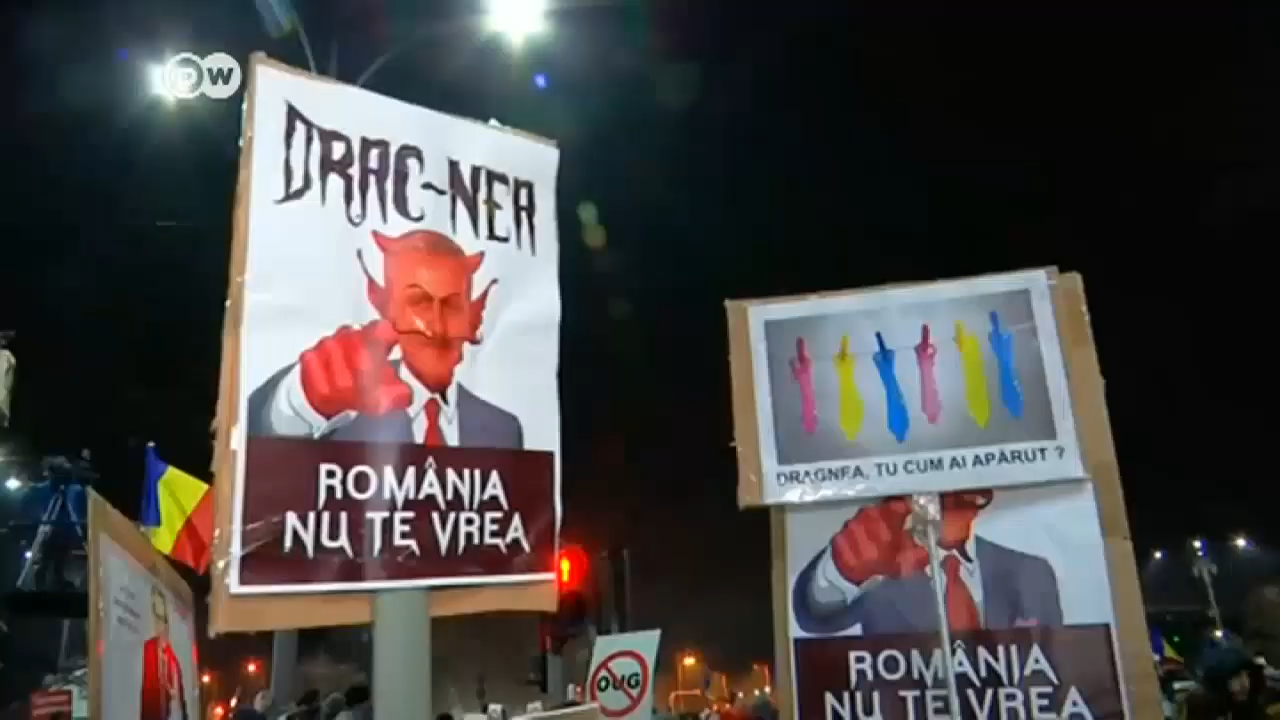 DW
DRAC-NEA
ROMÂNIA
NU TE VREA
DRAGNEA, TU CUM AI APĂRUT ?
ROMÂNIA
NU TE VREA
OUG